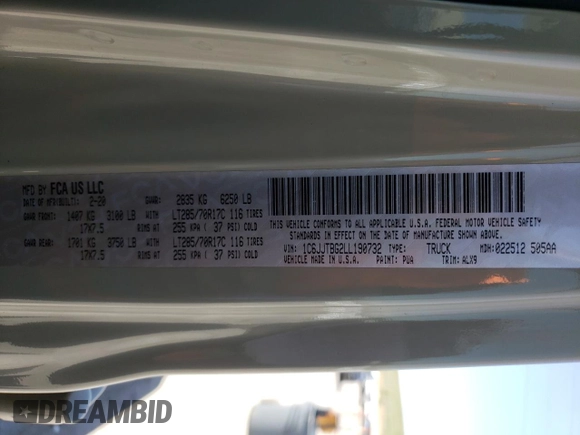 MFD BY FCA US LLC
DATE OF MFR(BUILT): 2-20 GVWR: 2835 KG 6250 LB
GAWR FRONT: 1407 KG 3100 LB WITH LT285/70R17C 116 TIRES
17X7.5 RIMS AT 255 KPA ( 37 PSI) COLD
GAWR REAR: 1701 KG 3750 LB WITH LT285/70R17C 116 TIRES
17X7.5 RIMS AT 255 KPA ( 37 PSI) COLD
THIS VEHICLE CONFORMS TO ALL APPLICABLE U.S.A. FEDERAL MOTOR VEHICLE SAFETY
STANDARDS IN EFFECT ON THE DATE OF MANUFACTURE SHOWN ABOVE.
VIN: 1C6JJTBG2LL190732 TYPE: TRUCK MDH: 022512 505AA
VEHICLE MADE IN U.S.A. PAINT: PUA TRIM: ALX9
DREAMBID